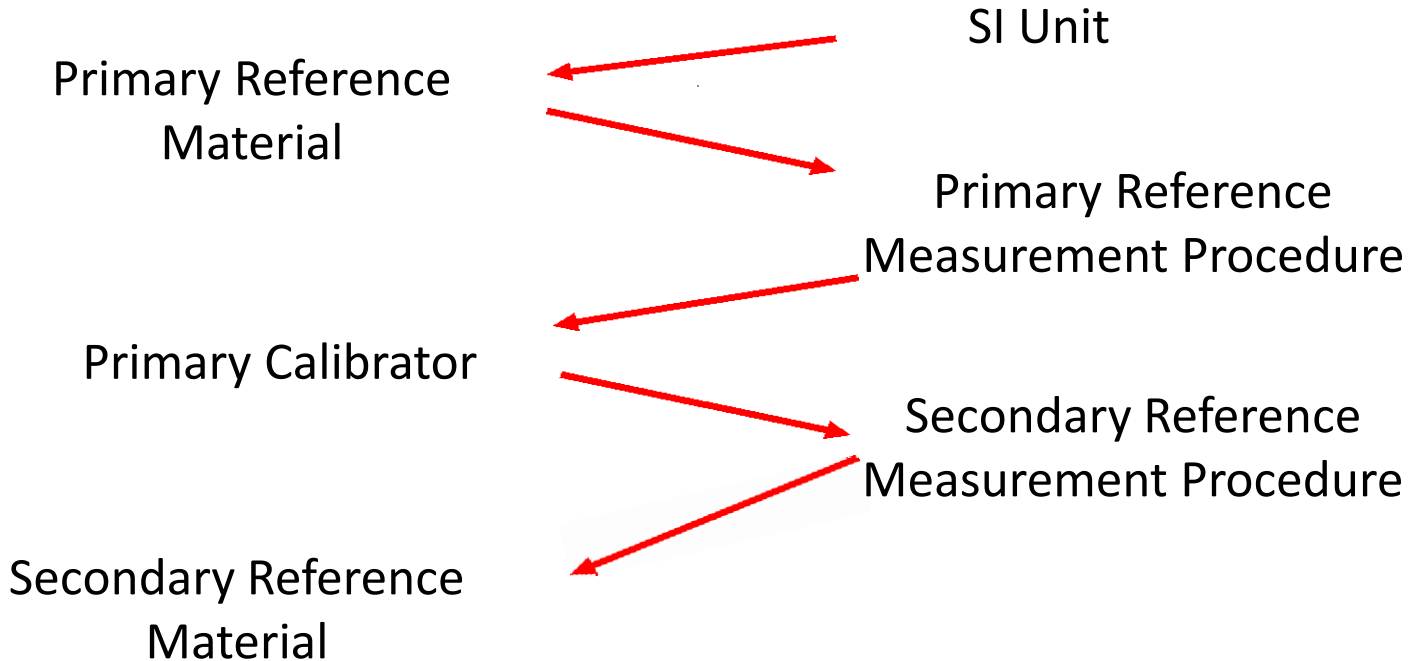 SI Unit
Primary Reference
Material
Primary Reference
Measurement Procedure
Primary Calibrator
Secondary Reference
Measurement Procedure
Secondary Reference
Material